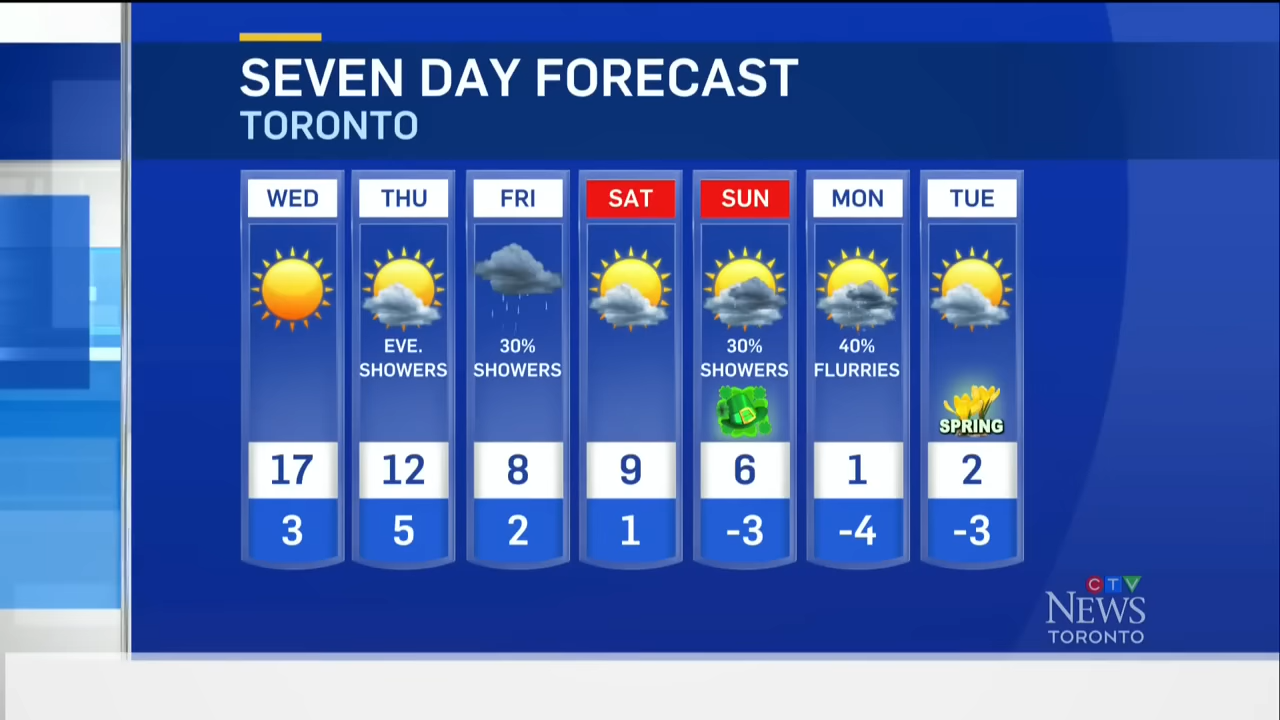 SEVEN DAY FORECAST
TORONTO
WED THU FRI SAT SUN MON TUE
EVE. 30% 30% 40%
SHOWERS SHOWERS SHOWERS FLURRIES
SPRING
17 12 8 9 6 1 2
3 5 2 1 -3 -4 -3
CTV
NEWS
TORONTO